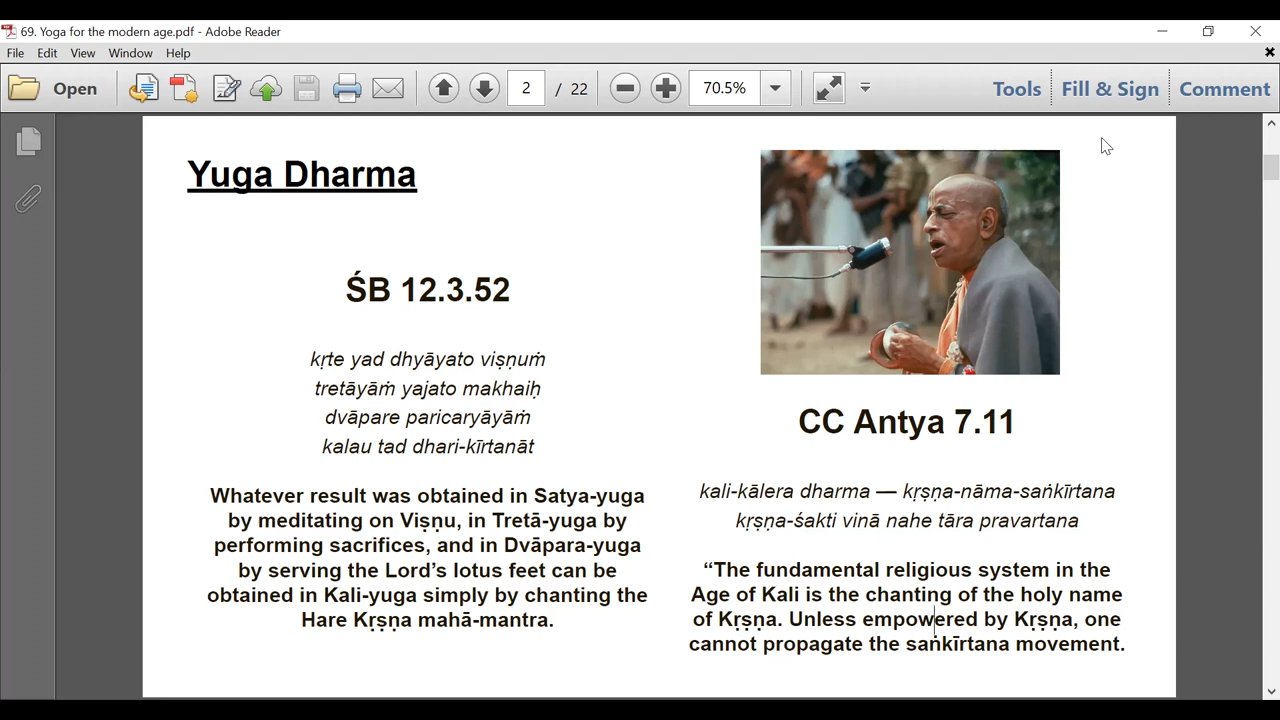 69. Yoga for the modern age.pdf - Adobe Reader
File Edit View Window Help
Open 2 / 22 70.5% Tools Fill & Sign Comment
Yuga Dharma
ŚB 12.3.52
kṛte yad dhyāyato viṣṇuṁ
tretāyāṁ yajato makhaiḥ
dvāpare paricaryāyāṁ
kalau tad dhari-kīrtanāt
Whatever result was obtained in Satya-yuga
by meditating on Viṣṇu, in Tretā-yuga by
performing sacrifices, and in Dvāpara-yuga
by serving the Lord’s lotus feet can be
obtained in Kali-yuga simply by chanting the
Hare Kṛṣṇa mahā-mantra.
CC Antya 7.11
kali-kālera dharma — kṛṣṇa-nāma-saṅkīrtana
kṛṣṇa-śakti vinā nahe tāra pravartana
“The fundamental religious system in the
Age of Kali is the chanting of the holy name
of Kṛṣṇa. Unless empowered by Kṛṣṇa, one
cannot propagate the saṅkīrtana movement.